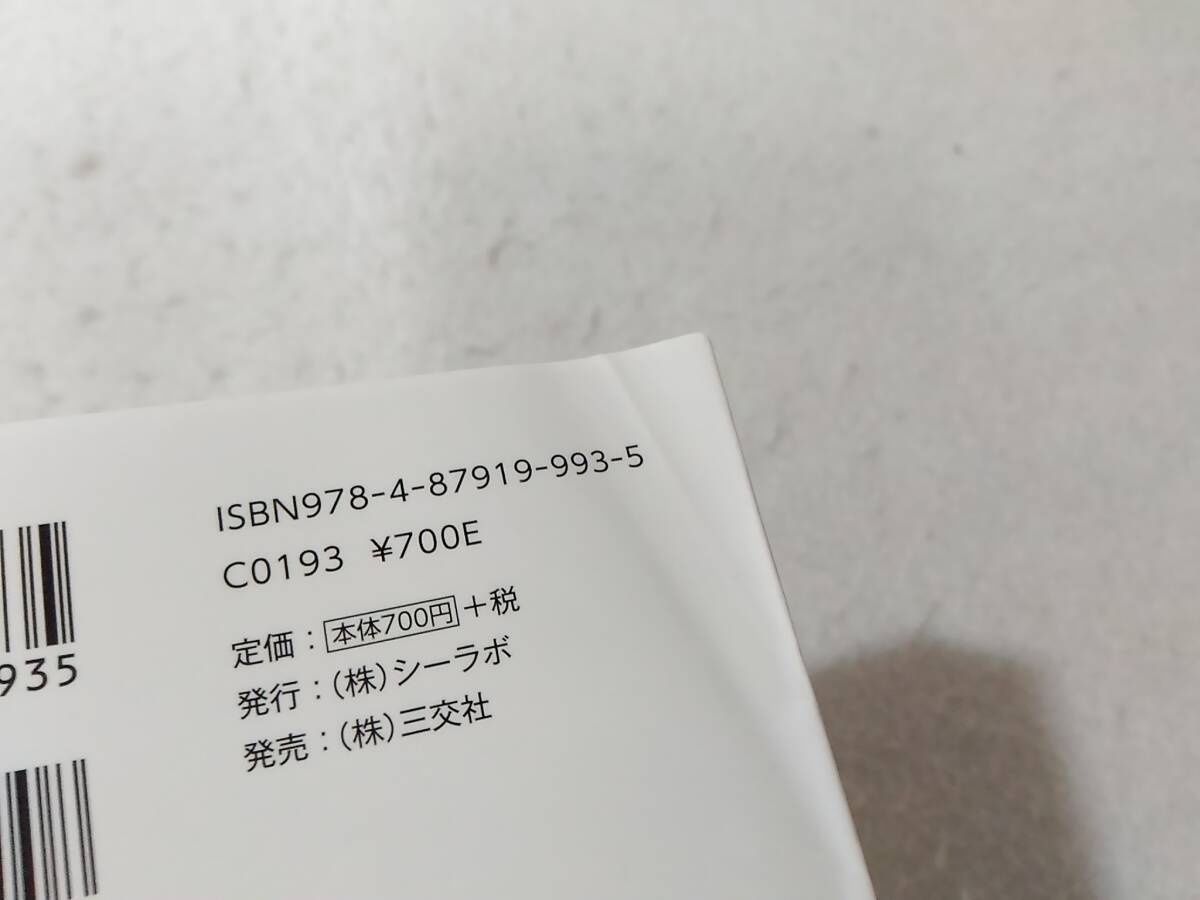 ISBN978-4-87919-993-5
C0193 ¥700E
定価：本体700円＋税
発行：（株）シーラボ
発売：（株）三交社
935